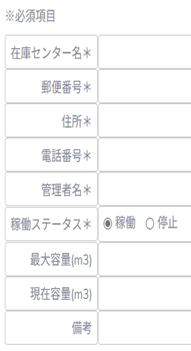 ※必須項目
在庫センター名＊
郵便番号＊
住所＊
電話番号＊
管理者名＊
稼働ステータス＊ 稼働 停止
最大容量(m3)
現在容量(m3)
備考